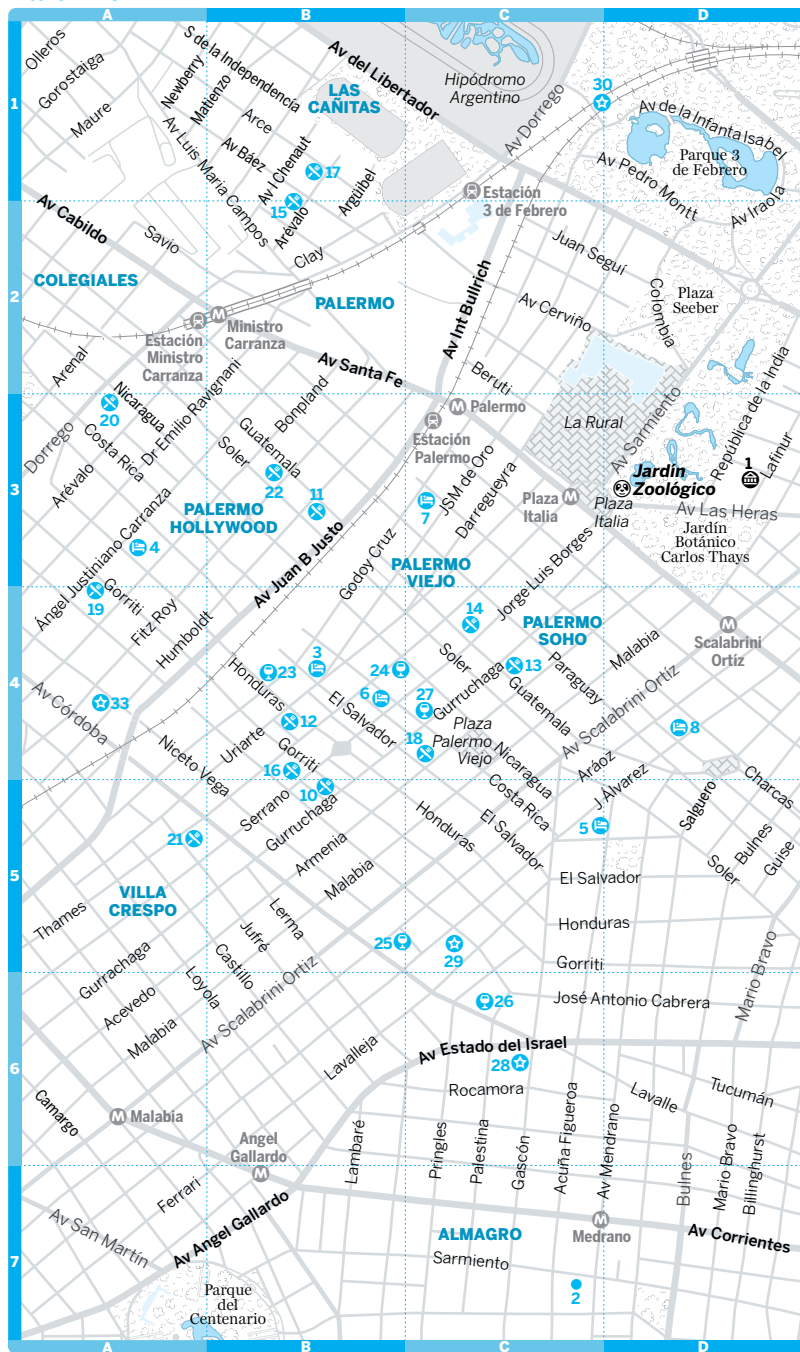 A
B
C
D
Olleros
Gorostaiga
Maure
Newberry
Matienzo
S de la Independencia
Arce
Av Báez
Av Luis María Campos
Av I Chenaut
LAS
CAÑITAS
Av del Libertador
Hipódromo
Argentino
Av Dorrego
30
Av de la Infanta Isabel
Parque 3
de Febrero
Av Pedro Montt
Av Iraola
1
17
15
Arévalo
Argüibel
Estación
3 de Febrero
Av Cabildo
Savio
Clay
COLEGIALES
PALERMO
Juan Seguí
Av Cerviño
Colombia
Plaza
Seeber
2
M
Ministro
Carranza
Estación
Ministro
Carranza
Av Int Bullrich
Av Santa Fe
Beruti
Arenal
Nicaragua
20
Dorrego
Costa Rica
Arévalo
Dr Emilio Ravignani
Bonpland
Guatemala
Soler
22
11
M
Palermo
Estación
Palermo
La Rural
Av Sarmiento
República de la India
Lafinur
1
Jardín
Zoológico
Plaza
Italia
M
Plaza
Italia
Av Las Heras
Jardín
Botánico
Carlos Thays
3
PALERMO
HOLLYWOOD
Av Juan B Justo
7
JSM de Oro
Darregueyra
Godoy Cruz
PALERMO
VIEJO
Jorge Luis Borges
Ángel Justiniano Carranza
4
19
Gorriti
Fitz Roy
Humboldt
14
PALERMO
SOHO
M
Scalabrini
Ortíz
Malabia
Soler
13
Paraguay
Guatemala
Gurruchaga
3
23
24
27
6
Honduras
El Salvador
12
18
Plaza
Palermo
Viejo
Av Scalabrini Ortíz
8
4
Av Córdoba
33
Uriarte
Gorriti
16
10
Niceto Vega
Nicaragua
Costa Rica
El Salvador
Aráoz
J Álvarez
Charcas
Salguero
Bulnes
Guise
Soler
Serrano
Gurruchaga
Armenia
Malabia
Honduras
21
5
5
VILLA
CRESPO
Thames
El Salvador
Honduras
Gorriti
Lerma
Jufré
Castillo
Loyola
Gurrachaga
Acevedo
Malabia
Av Scalabrini Ortiz
25
29
26
José Antonio Cabrera
Mario Bravo
6
Lavalleja
Av Estado del Israel
28
Rocamora
Lavalle
Tucumán
Camargo
M
Malabia
Angel
Gallardo
M
Lambaré
Pringles
Palestina
Gascón
Acuña Figueroa
Av Mendrano
Bulnes
Mario Bravo
Billinghurst
Ferrari
Av San Martín
Av Angel Gallardo
ALMAGRO
M
Medrano
Av Corrientes
7
Sarmiento
2
Parque
del
Centenario
A
B
C
D